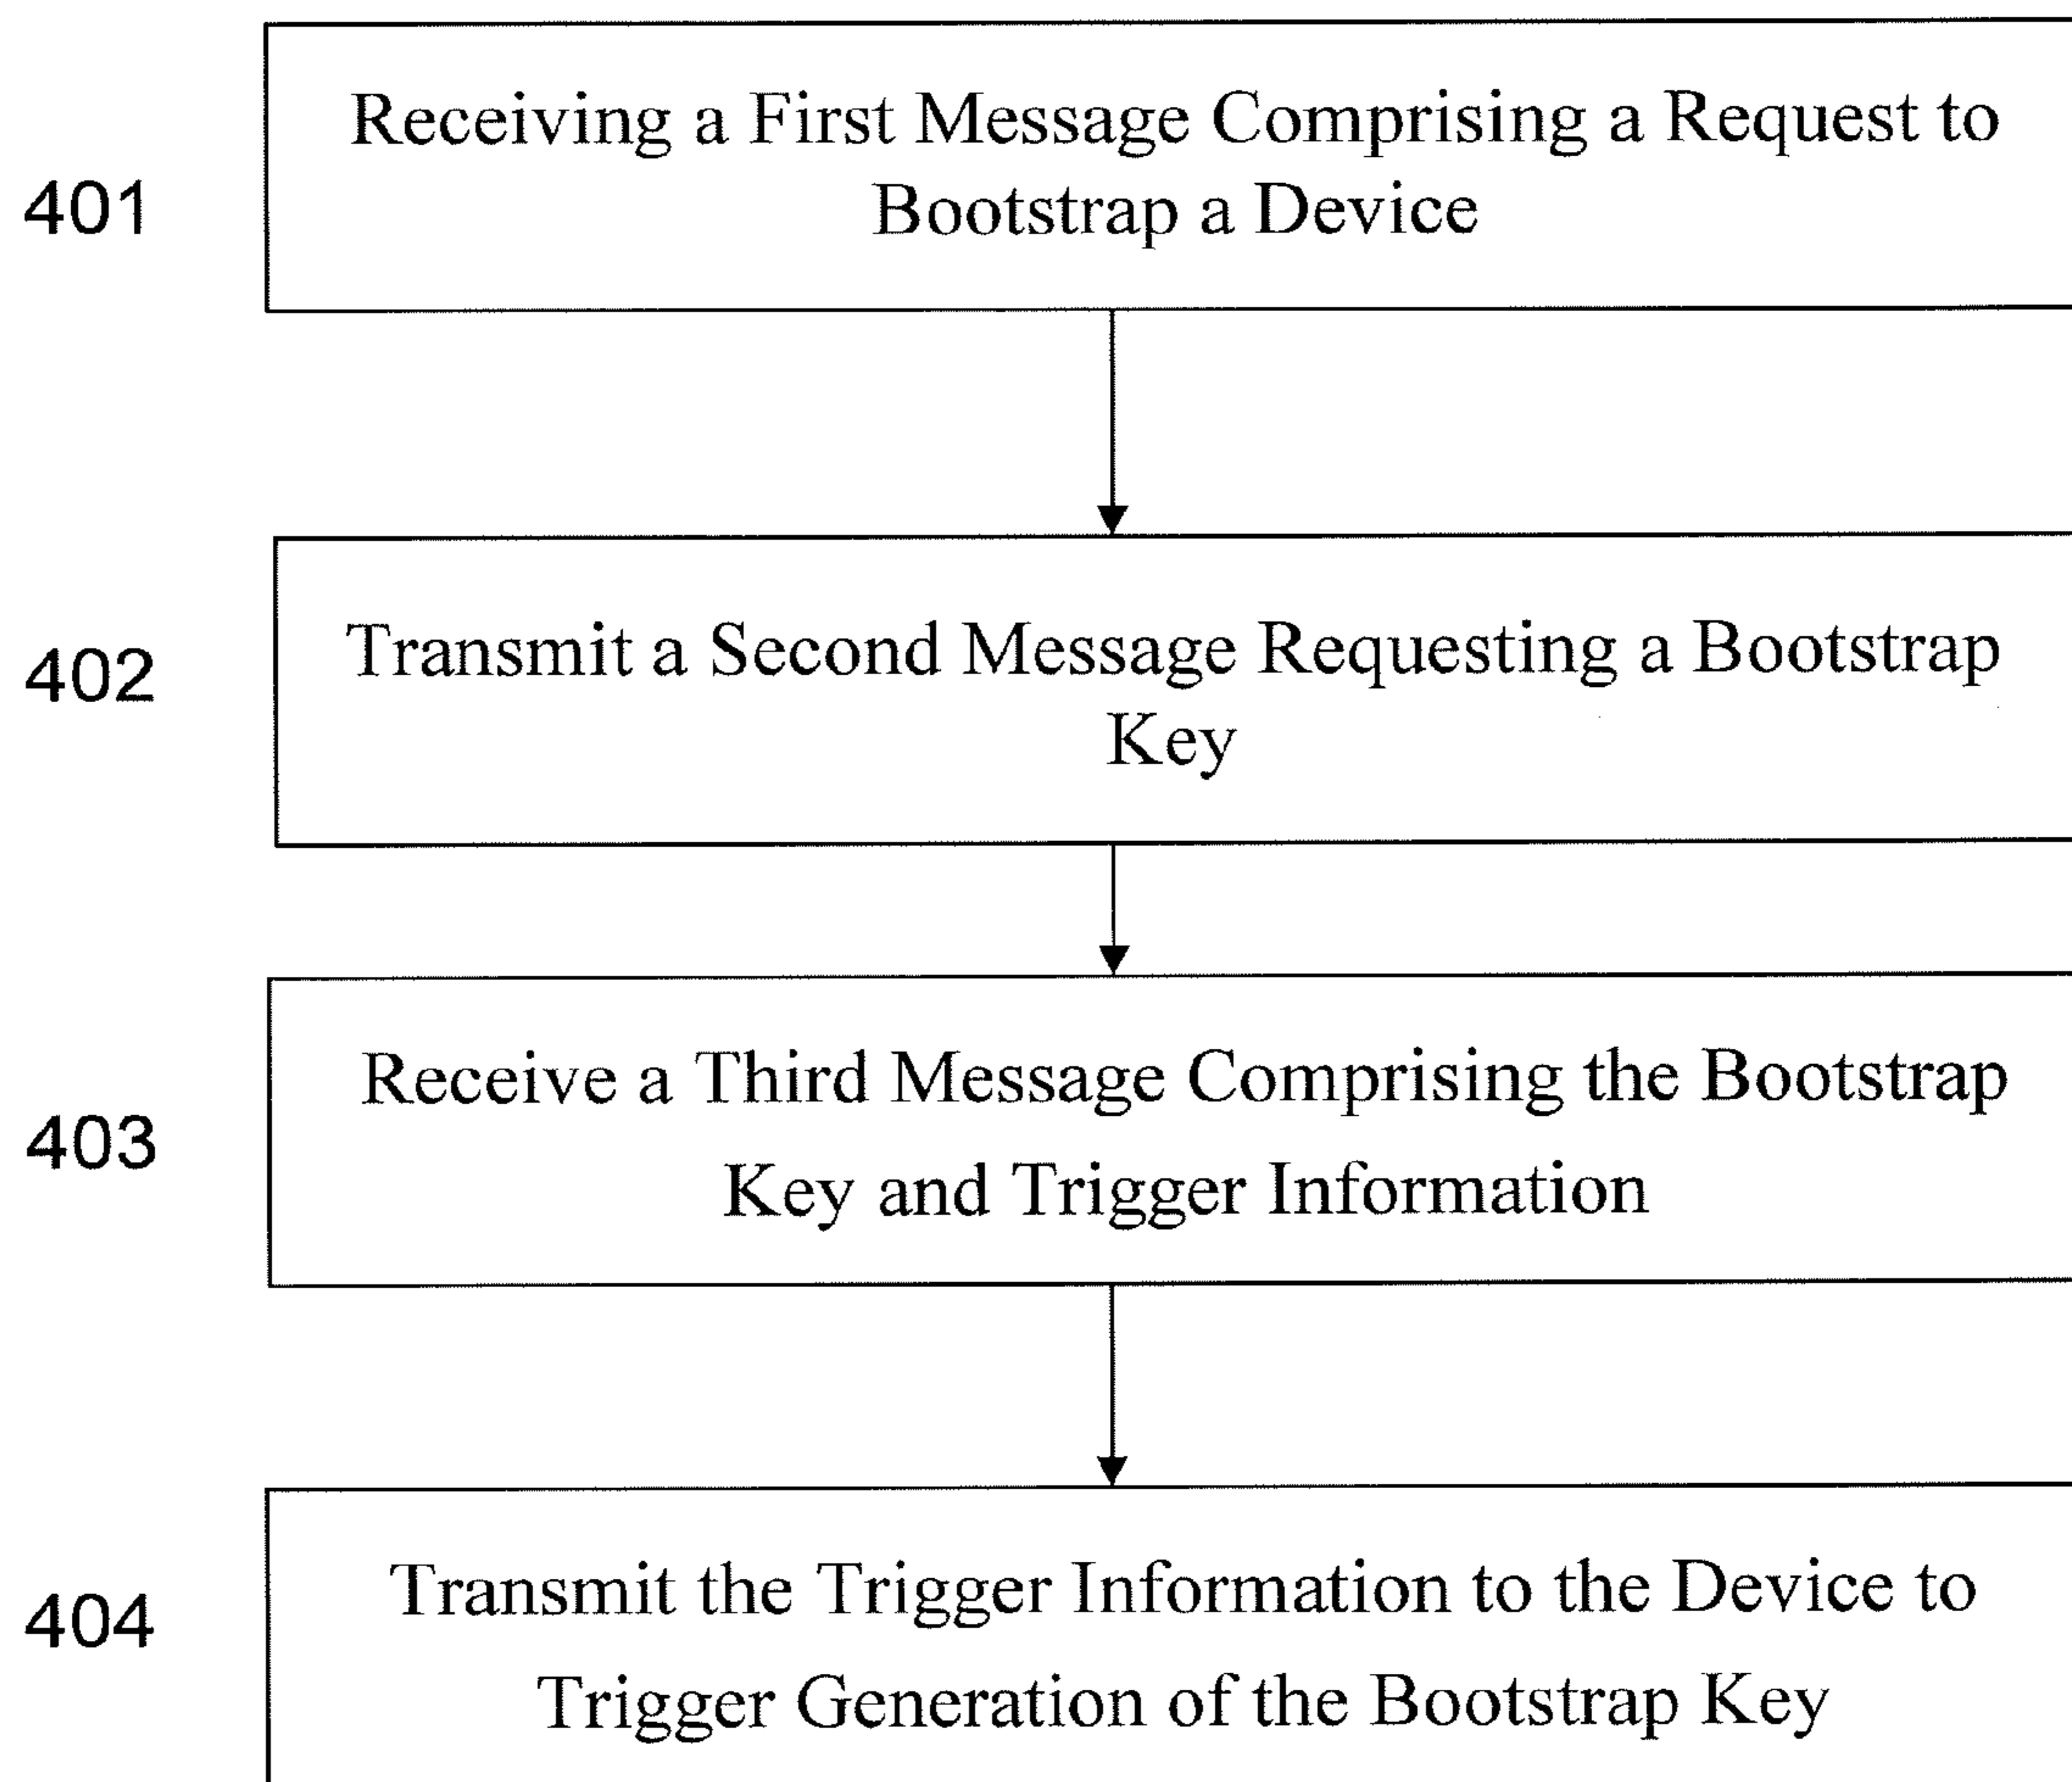 Receiving a First Message Comprising a Request to
401
Bootstrap a Device
Transmit a Second Message Requesting a Bootstrap
402
Key
Receive a Third Message Comprising the Bootstrap
403
Key and Trigger Information
Transmit the Trigger Information to the Device to
404
Trigger Generation of the Bootstrap Key